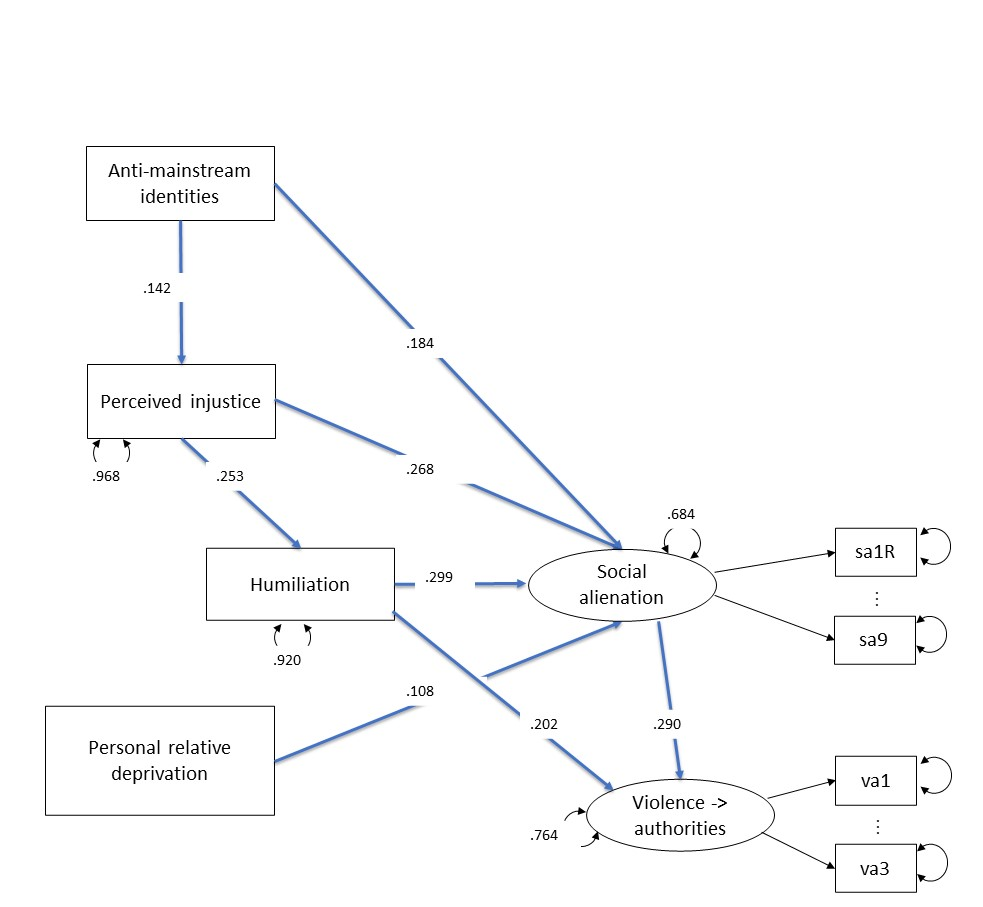 Anti-mainstream
identities
.142
.184
Perceived injustice
.968
.253
.268
.684
Humiliation
.299
Social
alienation
sa1R
⋮
sa9
.920
.108
Personal relative
deprivation
.202
.290
Violence ->
authorities
.764
va1
⋮
va3